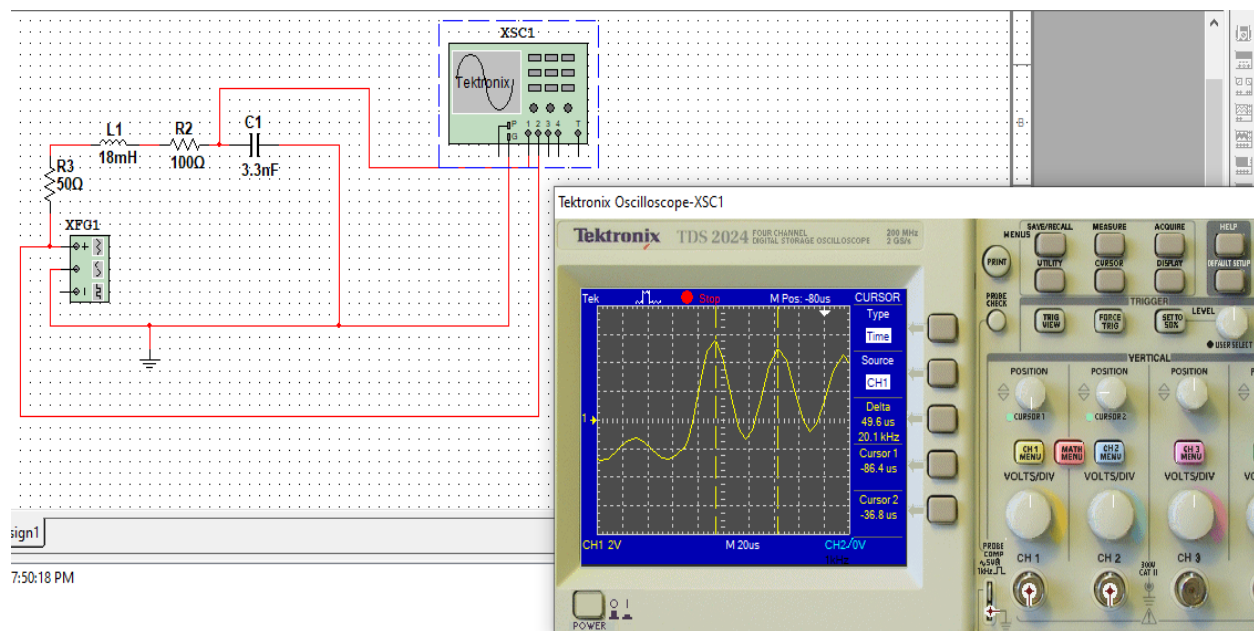 XSC1
Tektronix
P 1 2 3 4 T
G
L1
18mH
R2
100Ω
C1
3.3nF
R3
50Ω
XFG1
sign1
7:50:18 PM
Tektronix Oscilloscope-XSC1
Tektronix TDS 2024 FOUR CHANNEL DIGITAL STORAGE OSCILLOSCOPE 200 MHz 2 GS/s
Tek Stop M Pos: -80us CURSOR
Type
Time
Source
CH1
Delta
49.6 us
20.1 kHz
Cursor 1
-86.4 us
Cursor 2
-36.8 us
1
CH1 2V M 20us CH2 0V
POWER
PRINT
MENUS
SAVE/RECALL MEASURE ACQUIRE
UTILITY CURSOR DISPLAY
HELP
DEFAULT SETUP
PROBE CHECK
TRIGGER
TRIG VIEW
FORCE TRIG
SET TO 50%
LEVEL
USER SELECT
VERTICAL
POSITION POSITION POSITION
CURSOR 1 CURSOR 2
CH 1 MENU
MATH MENU
CH 2 MENU
CH 3 MENU
VOLTS/DIV VOLTS/DIV VOLTS/DIV
PROBE COMP
~5V
1kHz
CH 1 CH 2 CH 3
300V CAT II